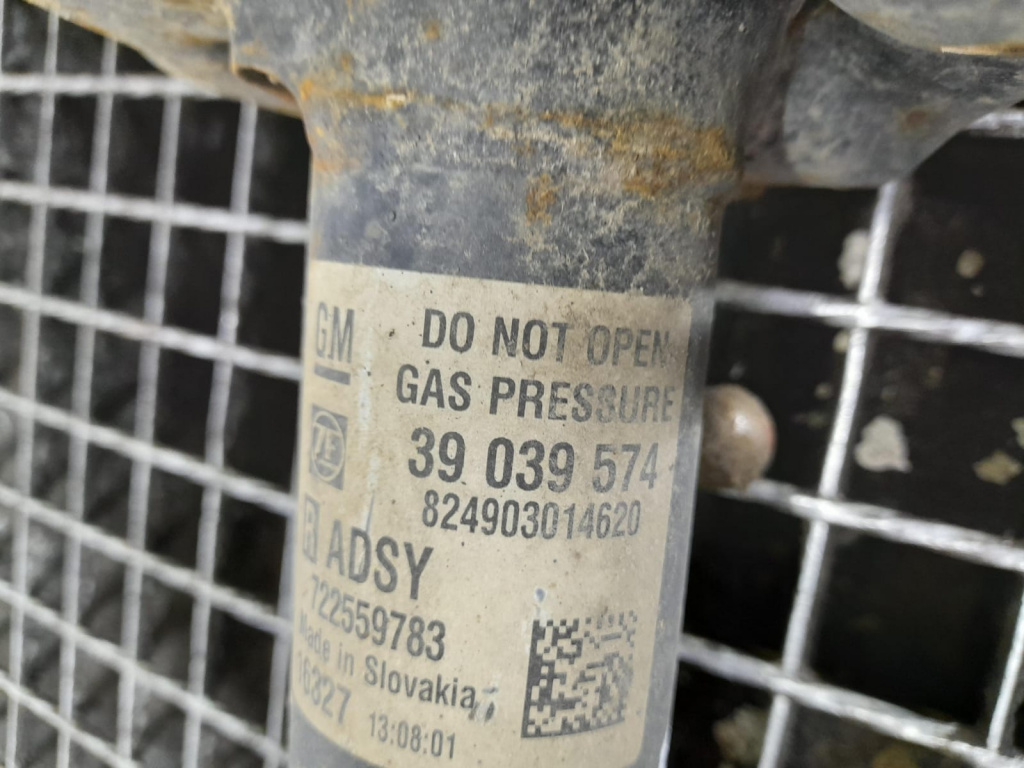 GM
DO NOT OPEN
GAS PRESSURE
ZF
39 039 574
824903014620
R ADSY
722559783
Made in Slovakia
16327 13:08:01